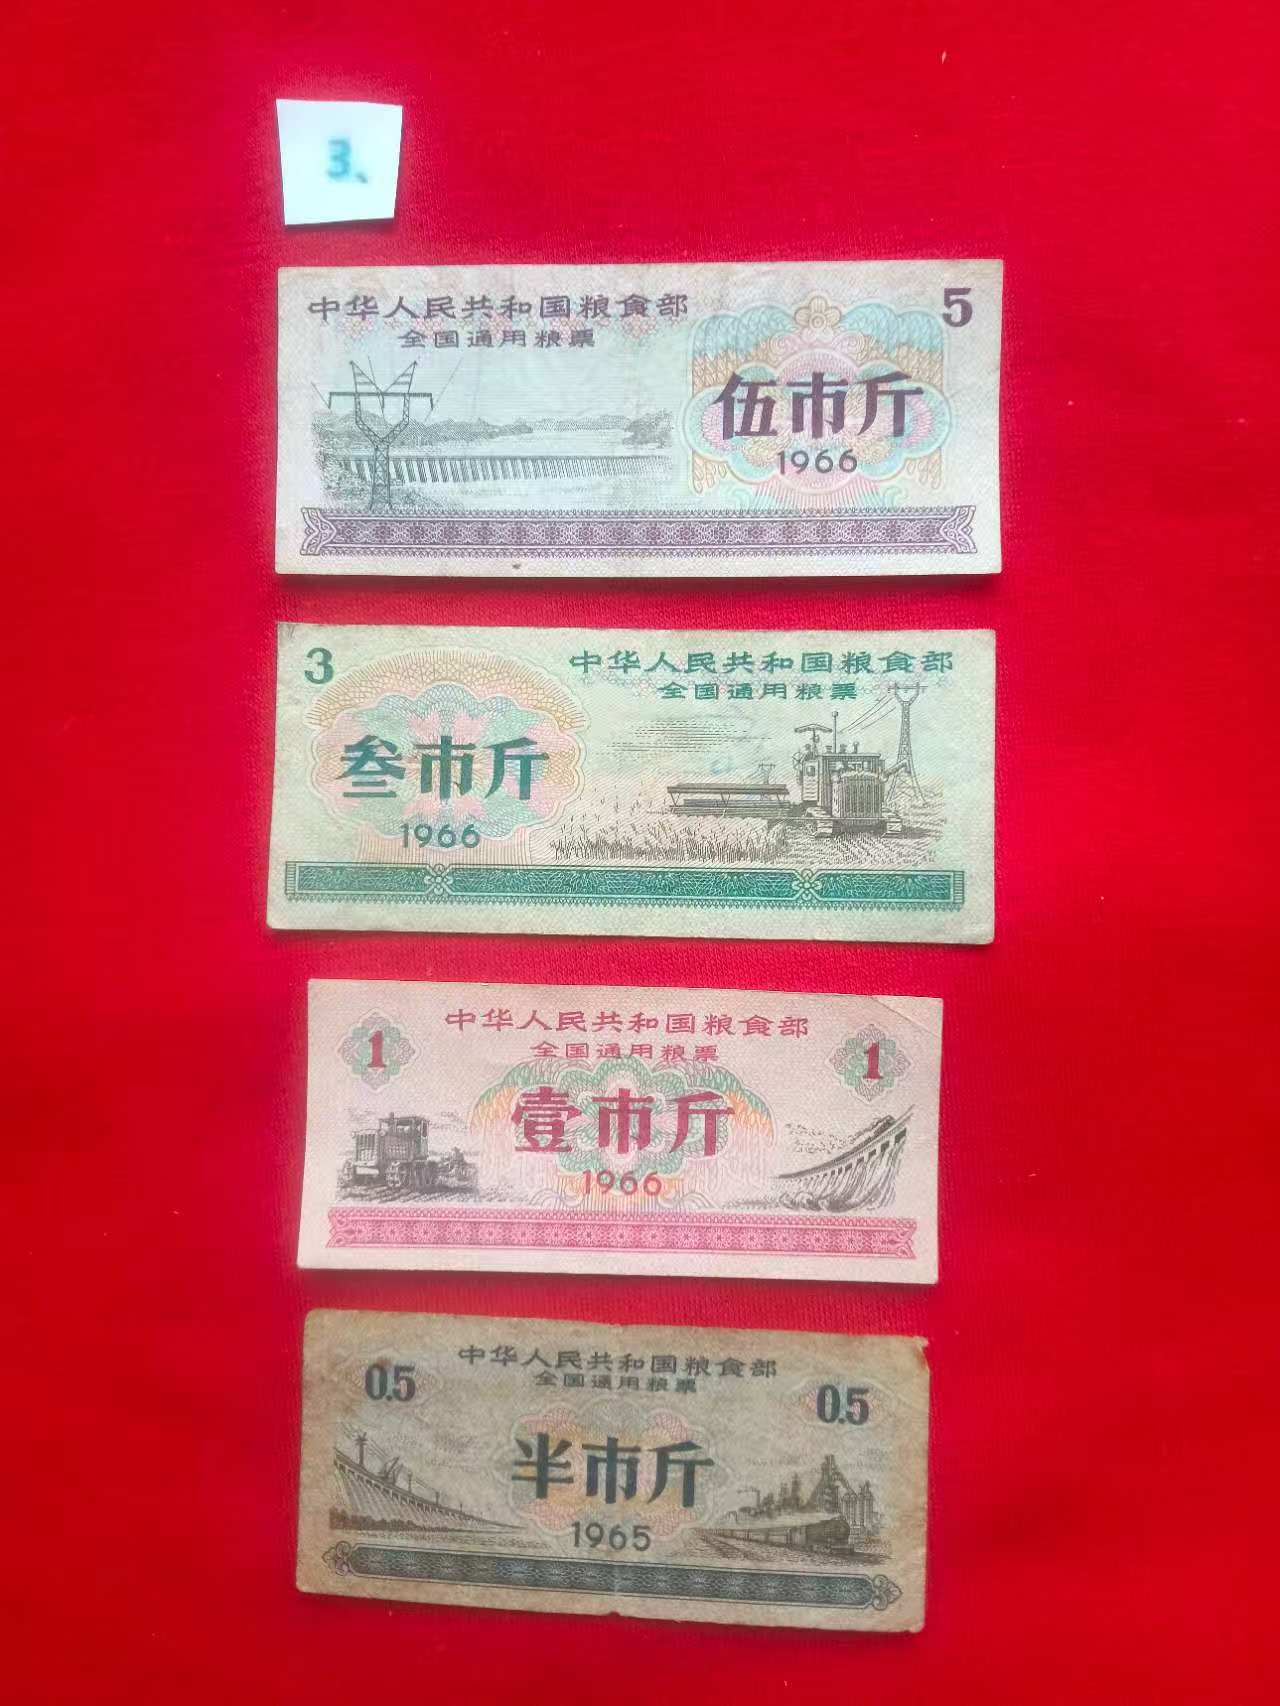 3、
中华人民共和国粮食部
5
全国通用粮票
伍市斤
1966
3
中华人民共和国粮食部
全国通用粮票
叁市斤
1966
中华人民共和国粮食部
1
全国通用粮票
1
壹市斤
1966
中华人民共和国粮食部
0.5
全国通用粮票
0.5
半市斤
1965